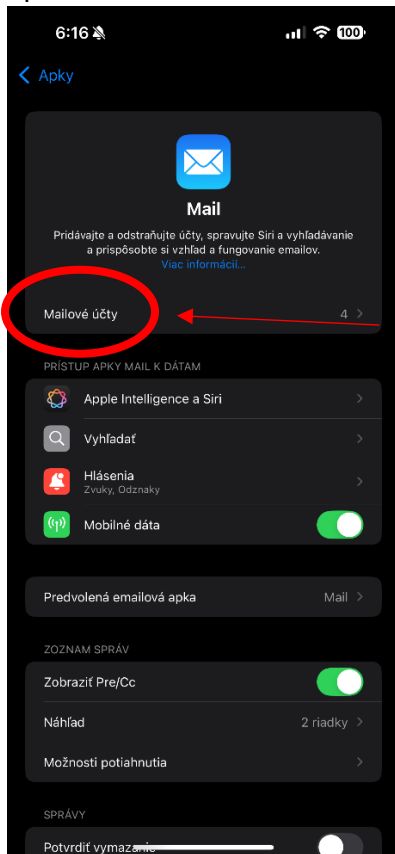 6:16
100
Apky
Mail
Pridávajte a odstraňujte účty, spravujte Siri a vyhľadávanie
a prispôsobte si vzhľad a fungovanie emailov.
Viac informácií...
Mailové účty 4
PRÍSTUP APKY MAIL K DÁTAM
Apple Intelligence a Siri
Vyhľadať
Hlásenia
Zvuky, Odznaky
Mobilné dáta
Predvolená emailová apka Mail
ZOZNAM SPRÁV
Zobraziť Pre/Cc
Náhľad 2 riadky
Možnosti potiahnutia
SPRÁVY
Potvrdiť vymazanie